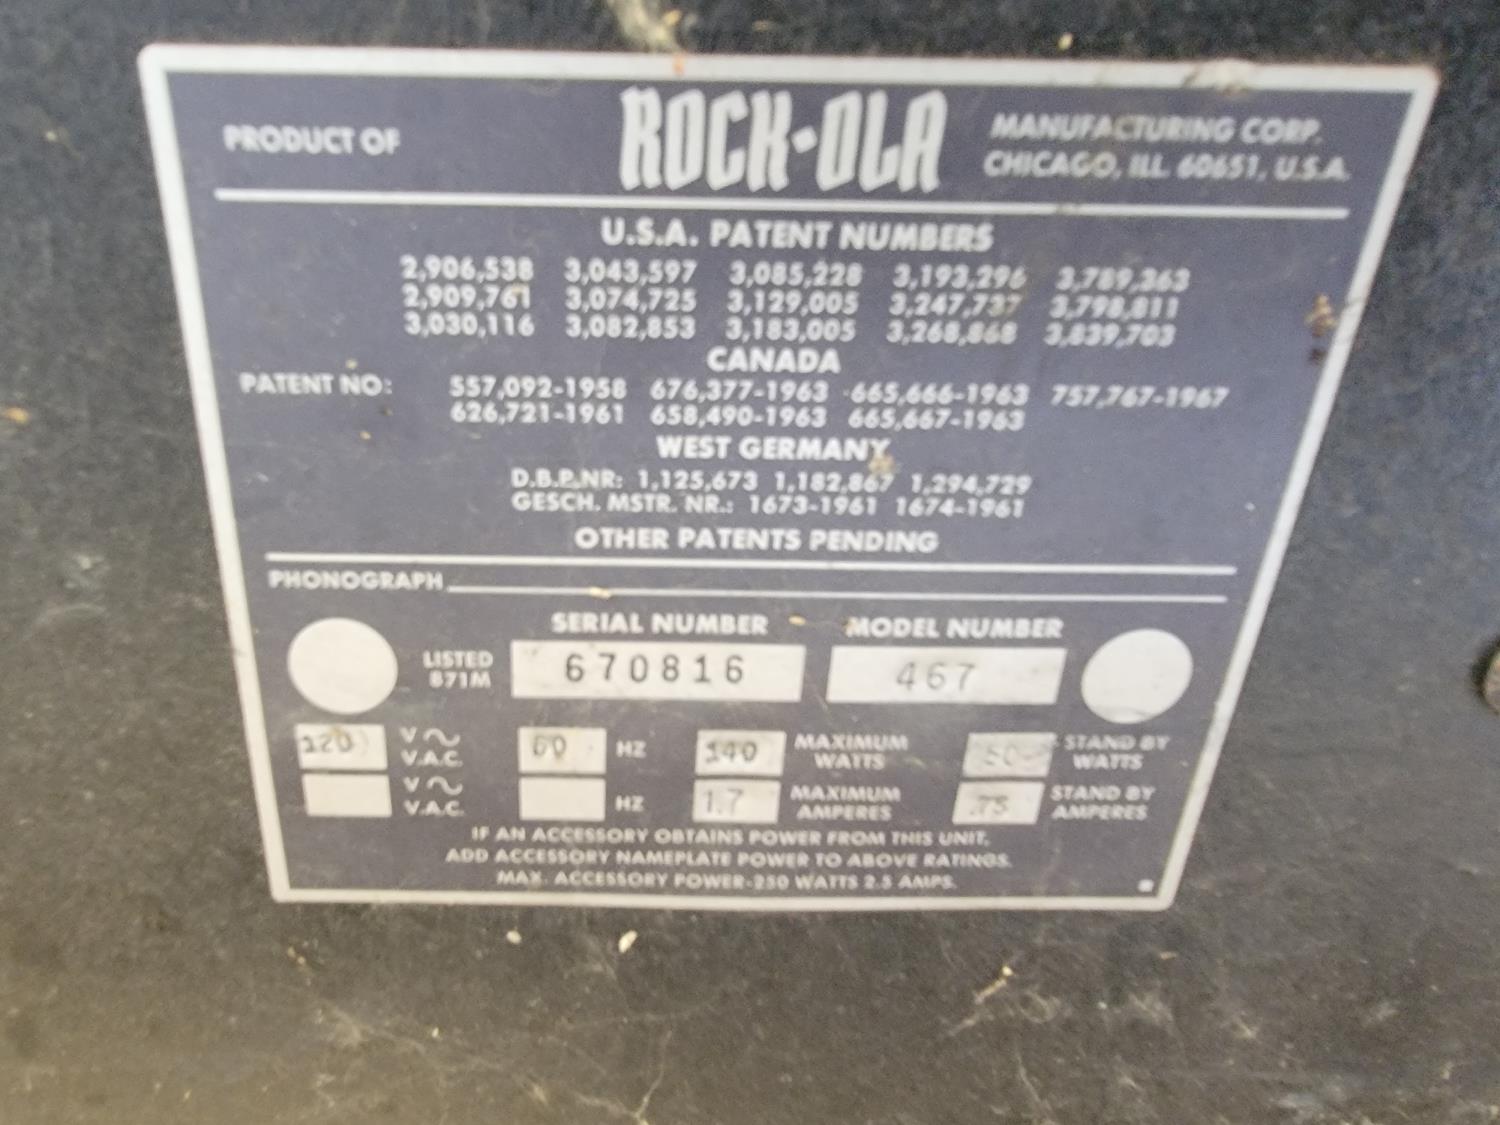 PRODUCT OF ROCK-OLA MANUFACTURING CORP.
CHICAGO, ILL. 60651, U.S.A.
U.S.A. PATENT NUMBERS
2,906,538 3,043,597 3,085,228 3,193,296 3,789,363
2,909,761 3,074,725 3,129,005 3,247,737 3,798,811
3,030,116 3,082,853 3,183,005 3,268,868 3,839,703
CANADA
PATENT NO: 557,092-1958 676,377-1963 665,666-1963 757,767-1967
626,721-1961 658,490-1963 665,667-1963
WEST GERMANY
D.B.P.NR: 1,125,673 1,182,867 1,294,729
GESCH. MSTR. NR.: 1673-1961 1674-1961
OTHER PATENTS PENDING
PHONOGRAPH
SERIAL NUMBER MODEL NUMBER
LISTED
871M
670816 467
120 V V.A.C. 60 HZ 140 MAXIMUM WATTS STAND BY WATTS
V V.A.C. HZ 1.7 MAXIMUM AMPERES .75 STAND BY AMPERES
IF AN ACCESSORY OBTAINS POWER FROM THIS UNIT,
ADD ACCESSORY NAMEPLATE POWER TO ABOVE RATINGS.
MAX. ACCESSORY POWER-250 WATTS 2.5 AMPS.